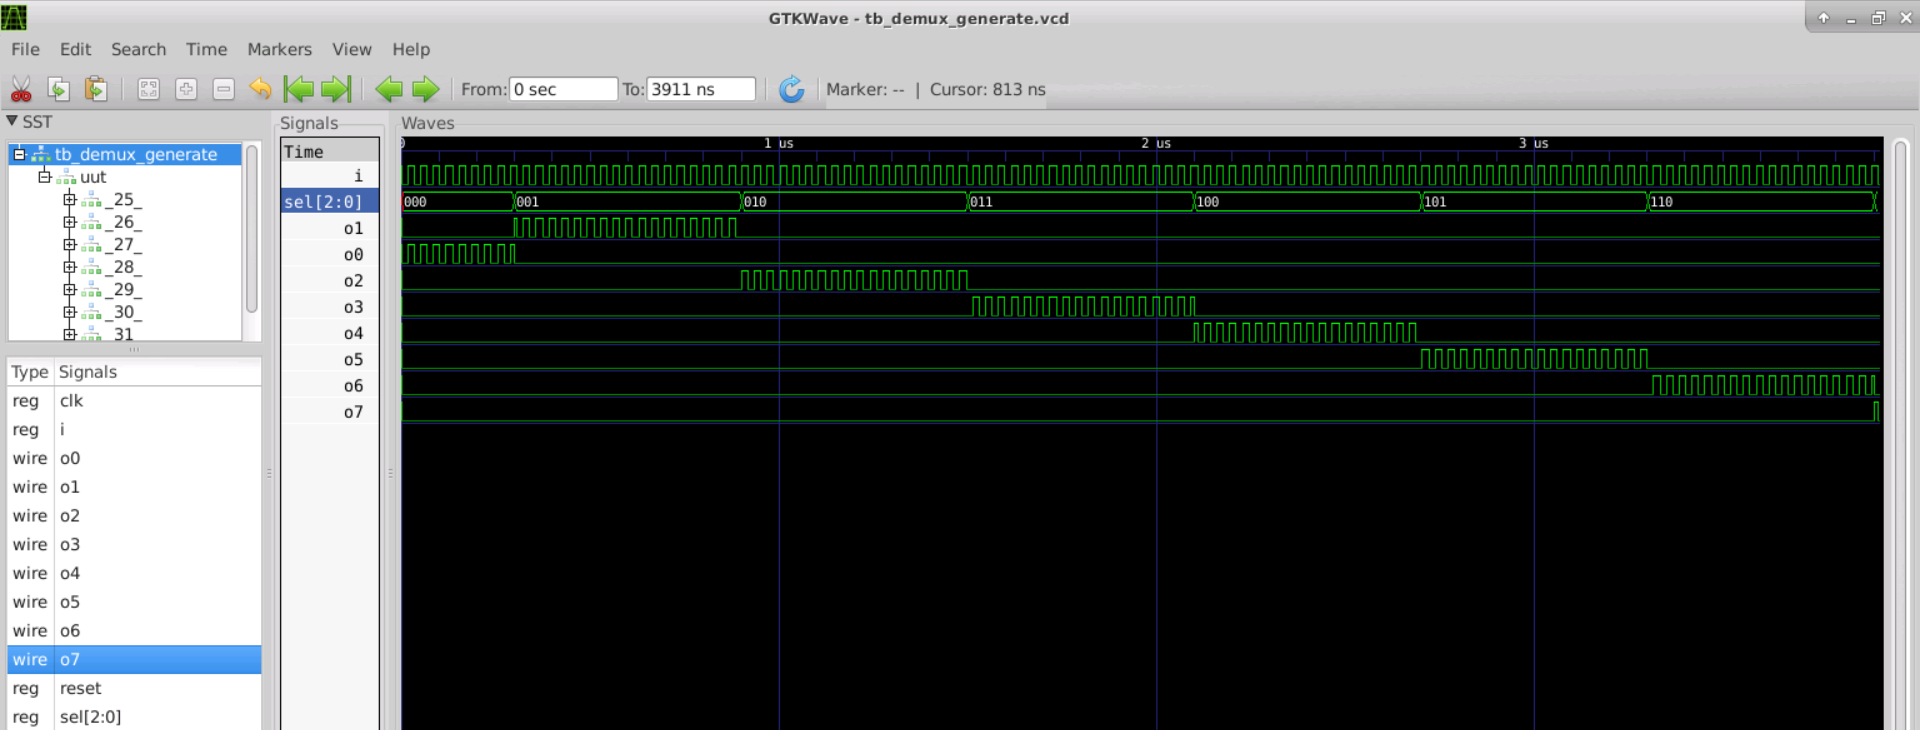 GTKWave - tb_demux_generate.vcd
File Edit Search Time Markers View Help
From: 0 sec To: 3911 ns Marker: -- | Cursor: 813 ns
SST
tb_demux_generate
uut
_25_
_26_
_27_
_28_
_29_
_30_
_31
Type Signals
reg clk
reg i
wire o0
wire o1
wire o2
wire o3
wire o4
wire o5
wire o6
wire o7
reg reset
reg sel[2:0]
Signals
Time
i
sel[2:0]
o1
o0
o2
o3
o4
o5
o6
o7
Waves
0 1 us 2 us 3 us
000 001 010 011 100 101 110